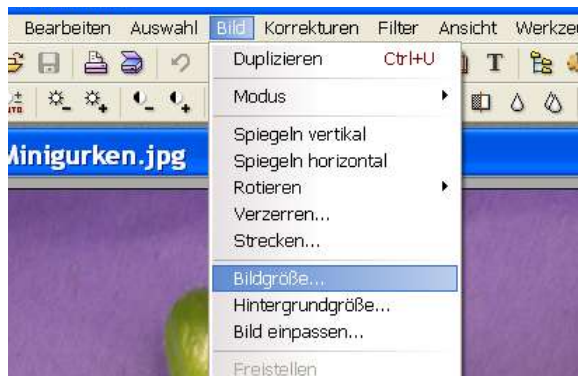 Bearbeiten Auswahl Bild Korrekturen Filter Ansicht
Duplizieren Ctrl+U
T
Modus
Minigurken.jpg
Spiegeln vertikal
Spiegeln horizontal
Rotieren
Verzerren...
Strecken...
Bildgröße...
Hintergrundgröße...
Bild einpassen...
Freistellen